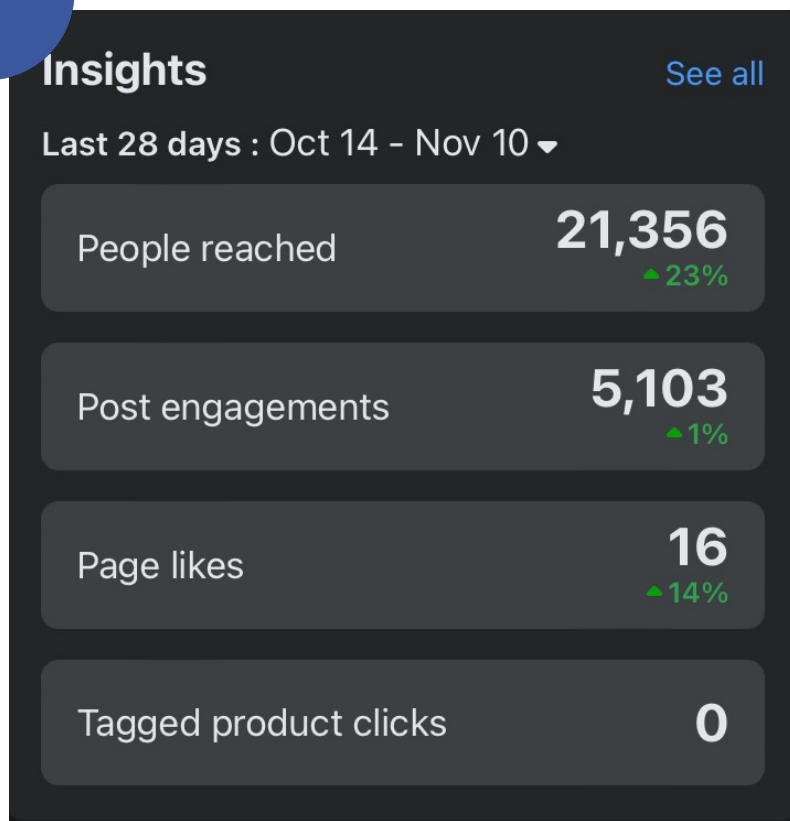 Insights
See all
Last 28 days : Oct 14 - Nov 10
People reached
21,356
23%
Post engagements
5,103
1%
Page likes
16
14%
Tagged product clicks
0